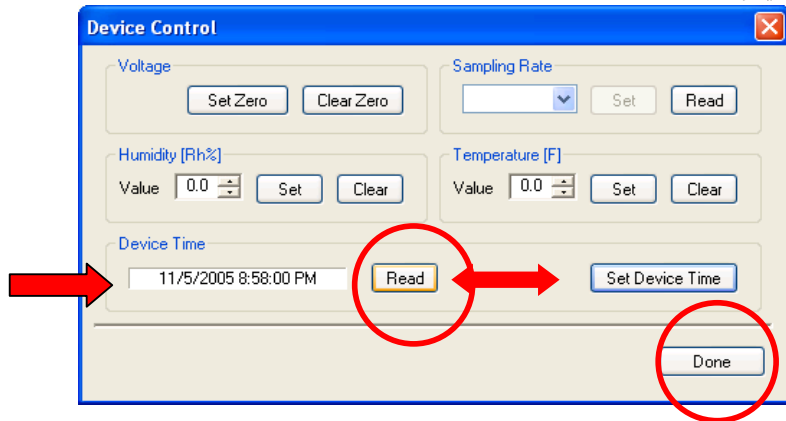 Device Control
Voltage
Set Zero Clear Zero
Sampling Rate
Set Read
Humidity [Rh%]
Value 0.0 Set Clear
Temperature [F]
Value 0.0 Set Clear
Device Time
11/5/2005 8:58:00 PM Read Set Device Time
Done